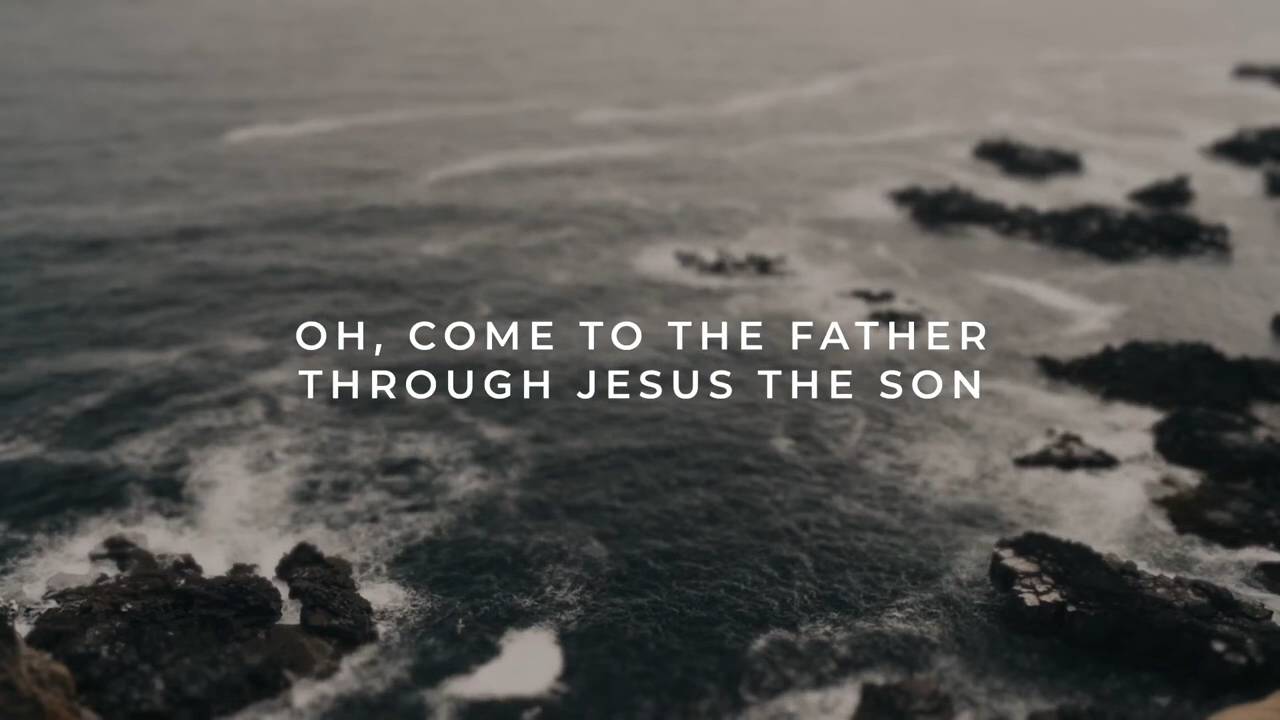 OH, COME TO THE FATHER
THROUGH JESUS THE SON